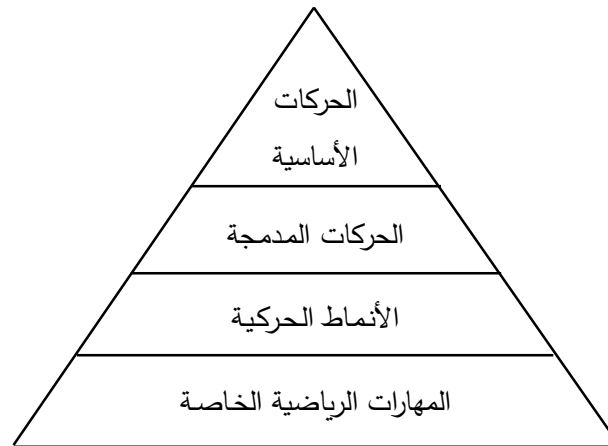 الحركات
الأساسية
الحركات المدمجة
الأنماط الحركية
المهارات الرياضية الخاصة